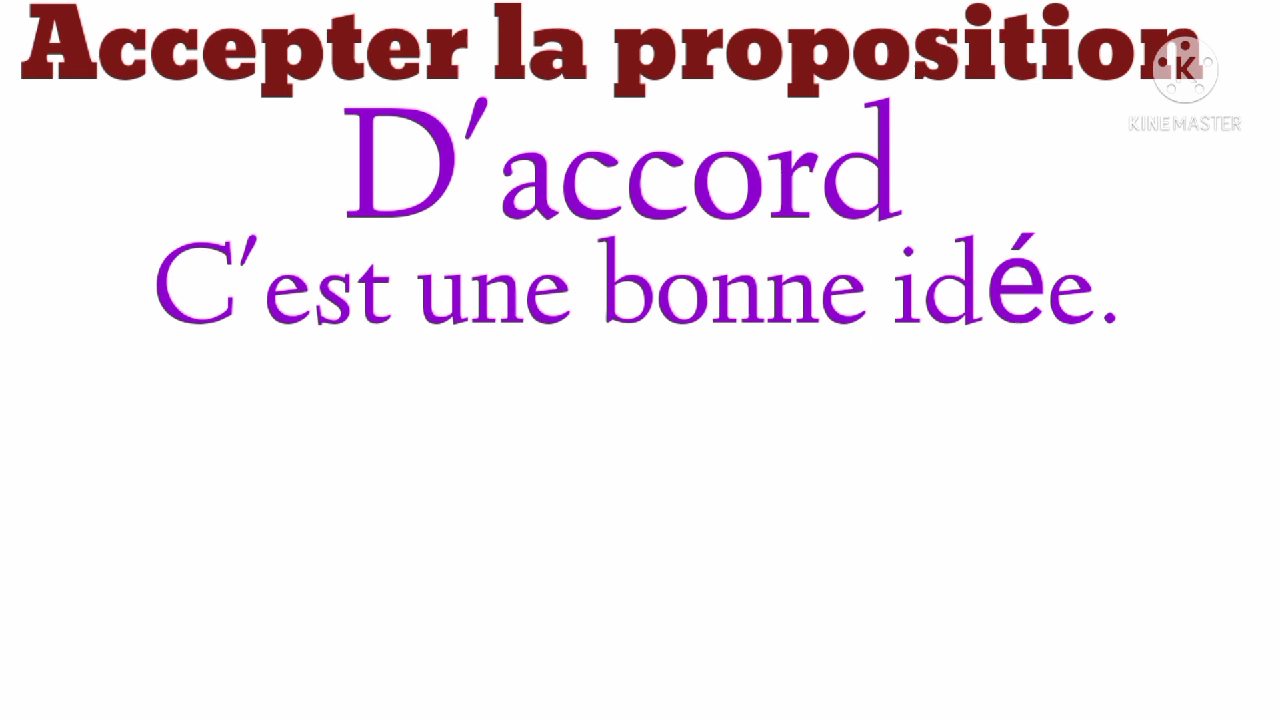 Accepter la proposition
K
KINEMASTER
D'accord
C'est une bonne idée.